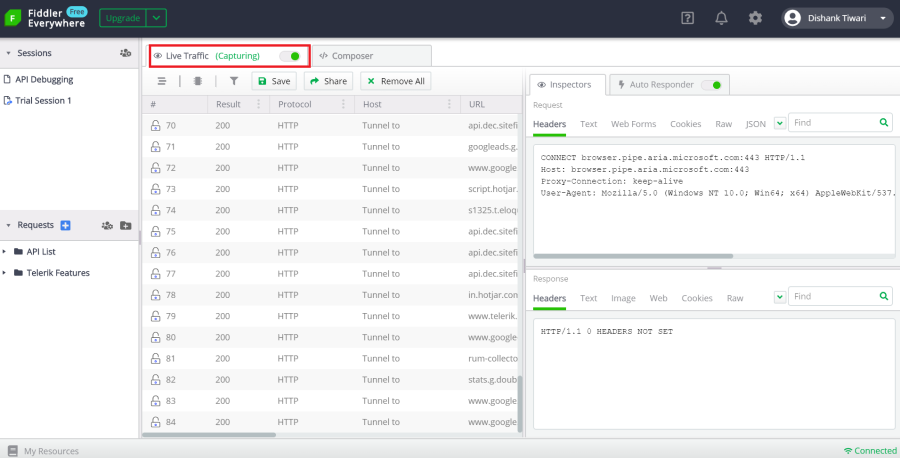 Fiddler Everywhere Free
Upgrade
Dishank Tiwari
Sessions
API Debugging
Trial Session 1
Requests
API List
Telerik Features
Live Traffic (Capturing)
Composer
Save Share Remove All
# Result Protocol Host URL
70 200 HTTP Tunnel to api.dec.sitefi
71 200 HTTP Tunnel to googleads.g.
72 200 HTTP Tunnel to www.google
73 200 HTTP Tunnel to script.hotjar.
74 200 HTTP Tunnel to s1325.t.eloq
75 200 HTTP Tunnel to api.dec.sitefi
76 200 HTTP Tunnel to api.dec.sitefi
77 200 HTTP Tunnel to api.dec.sitefi
78 200 HTTP Tunnel to in.hotjar.con
79 200 HTTP Tunnel to www.telerik.
80 200 HTTP Tunnel to www.google
81 200 HTTP Tunnel to rum-collecto
82 200 HTTP Tunnel to stats.g.doub
83 200 HTTP Tunnel to www.google
84 200 HTTP Tunnel to www.google
Inspectors Auto Responder
Request
Headers Text Web Forms Cookies Raw JSON Find
CONNECT browser.pipe.aria.microsoft.com:443 HTTP/1.1
Host: browser.pipe.aria.microsoft.com:443
Proxy-Connection: keep-alive
User-Agent: Mozilla/5.0 (Windows NT 10.0; Win64; x64) AppleWebKit/537.
Response
Headers Text Image Web Cookies Raw Find
HTTP/1.1 0 HEADERS NOT SET
My Resources
Connected